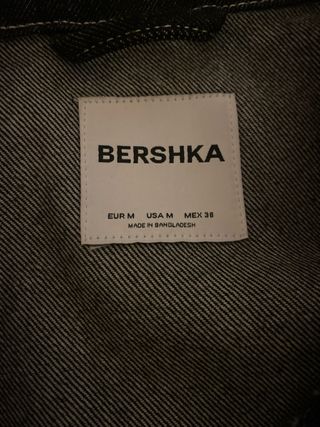 BERSHKA
EUR M USA M MEX 38
MADE IN BANGLADESH